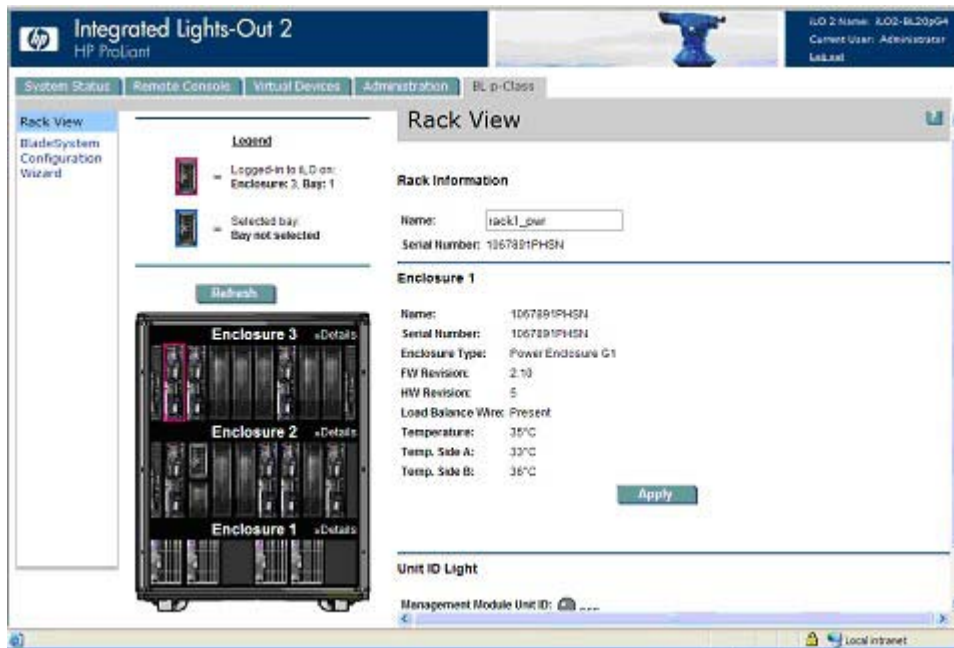 hp
Integrated Lights-Out 2
HP ProLiant
iLO 2 Name: iLO2-BL20pG4
Current User: Administrator
Log out
System Status
Remote Console
Virtual Devices
Administration
BL p-Class
Rack View
BladeSystem
Configuration
Wizard
Legend
= Logged-in to iLO on:
Enclosure: 3, Bay: 1
= Selected bay:
Bay not selected
Refresh
Enclosure 3 »Details
Enclosure 2 »Details
Enclosure 1 »Details
Rack View
?
Rack Information
Name: rack1_pwr
Serial Number: 1067891PHSN
Enclosure 1
Name: 1067891PHSN
Serial Number: 1067891PHSN
Enclosure Type: Power Enclosure G1
FW Revision: 2.10
HW Revision: 5
Load Balance Wire: Present
Temperature: 35°C
Temp. Side A: 33°C
Temp. Side B: 36°C
Apply
Unit ID Light
Management Module Unit ID:
Local intranet